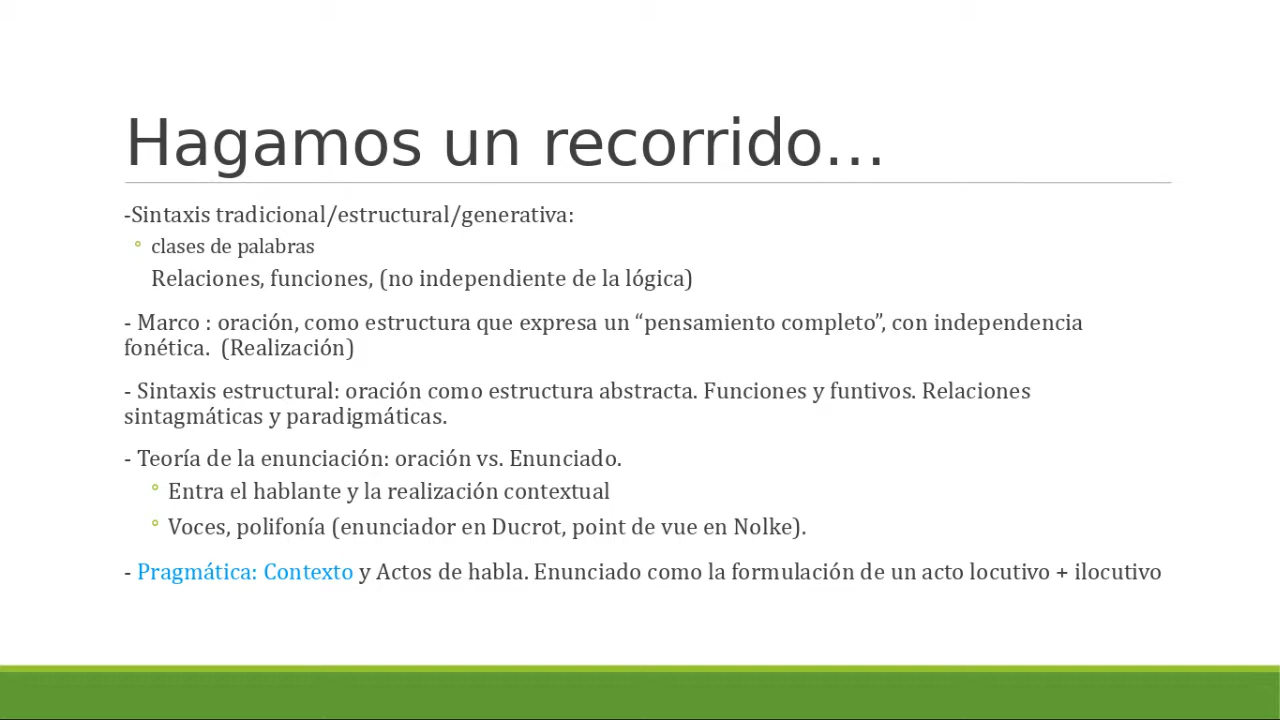 Hagamos un recorrido…
-Sintaxis tradicional/estructural/generativa:
° clases de palabras
Relaciones, funciones, (no independiente de la lógica)
- Marco : oración, como estructura que expresa un “pensamiento completo”, con independencia
fonética.  (Realización)
- Sintaxis estructural: oración como estructura abstracta. Funciones y funtivos. Relaciones
sintagmáticas y paradigmáticas.
- Teoría de la enunciación: oración vs. Enunciado.
° Entra el hablante y la realización contextual
° Voces, polifonía (enunciador en Ducrot, point de vue en Nolke).
- Pragmática: Contexto y Actos de habla. Enunciado como la formulación de un acto locutivo + ilocutivo